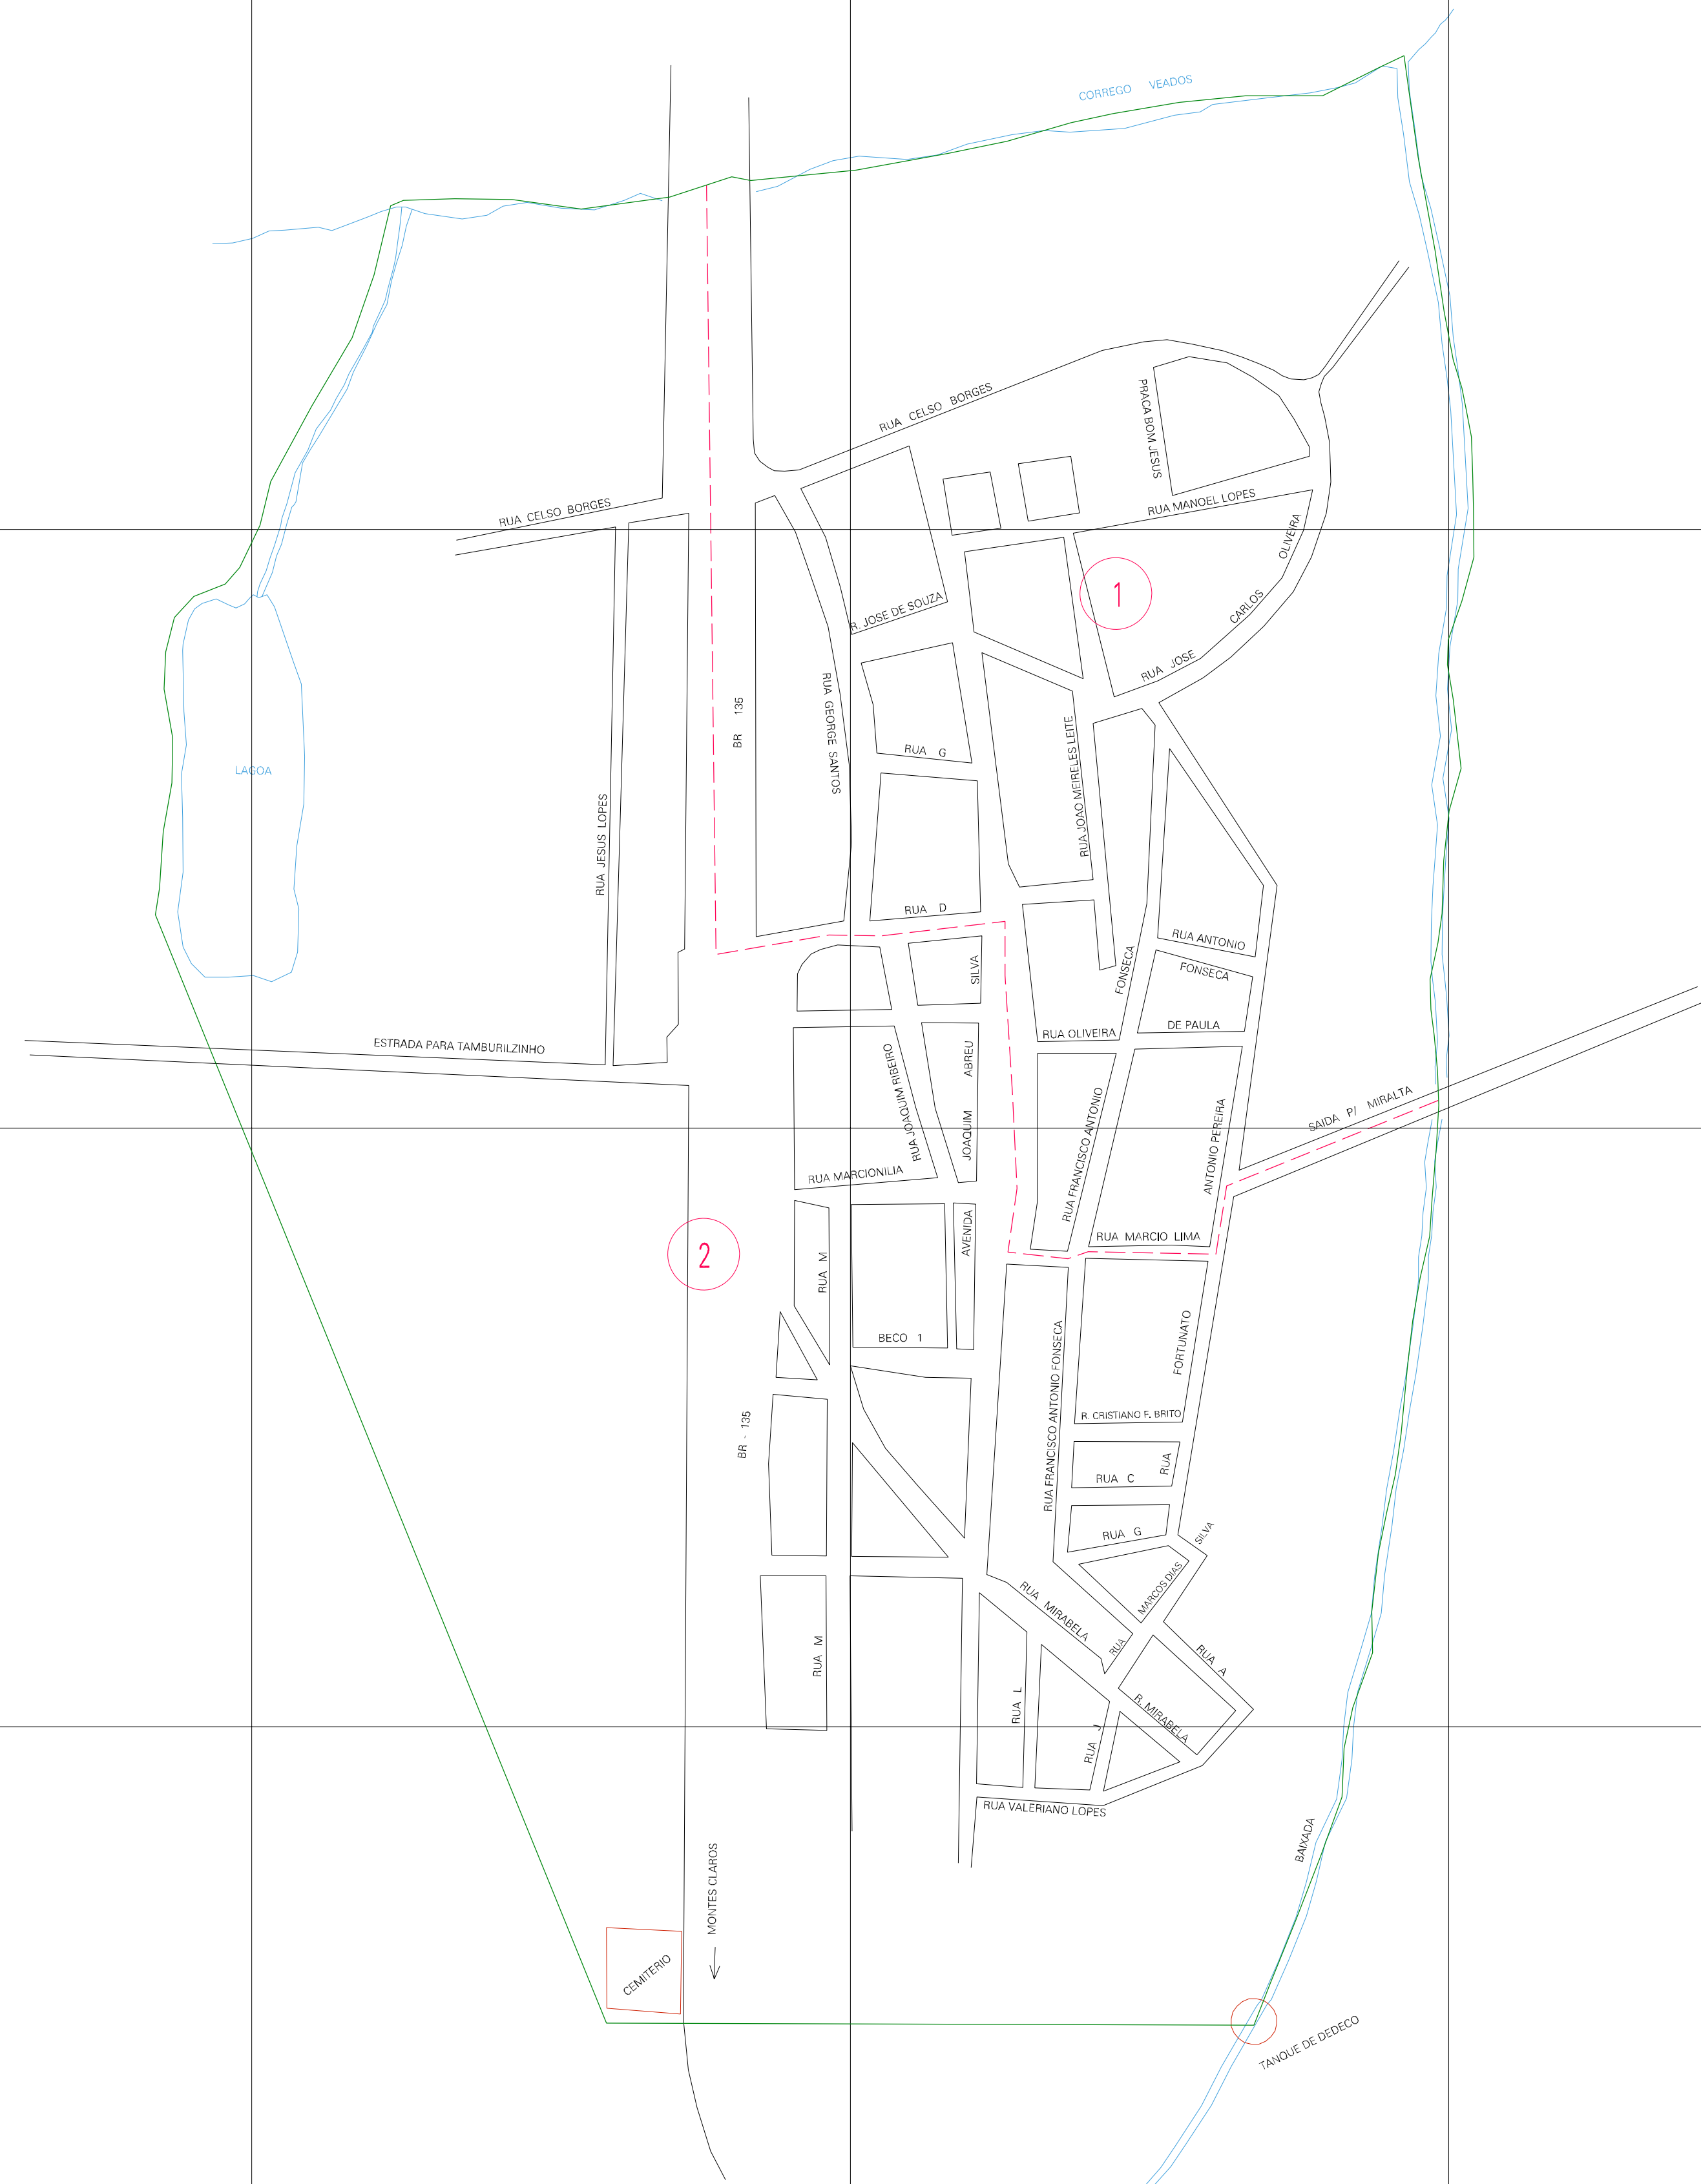 CORREGO VEADOS
RUA CELSO BORGES
PRACA BOM JESUS
RUA CELSO BORGES
RUA MANOEL LOPES
RUA JOSE CARLOS OLIVEIRA
1
R. JOSE DE SOUZA
RUA GEORGE SANTOS
BR 135
RUA G
RUA JOAO MEIRELES LEITE
LAGOA
RUA JESUS LOPES
RUA D
RUA ANTONIO
FONSECA
DE PAULA
FONSECA
RUA OLIVEIRA
ESTRADA PARA TAMBURILZINHO
RUA JOAQUIM RIBEIRO
AVENIDA JOAQUIM ABREU SILVA
RUA FRANCISCO ANTONIO
SAIDA P/ MIRALTA
RUA MARCIONILIA
RUA MARCIO LIMA
2
RUA M
BECO 1
RUA FORTUNATO ANTONIO PEREIRA
RUA FRANCISCO ANTONIO FONSECA
R. CRISTIANO F. BRITO
BR - 135
RUA C
RUA G
RUA MARCOS DIAS SILVA
RUA MIRABELA
RUA M
RUA A
RUA L
RUA J
R. MIRABELA
RUA VALERIANO LOPES
BAIXADA
MONTES CLAROS
CEMITERIO
TANQUE DE DEDECO